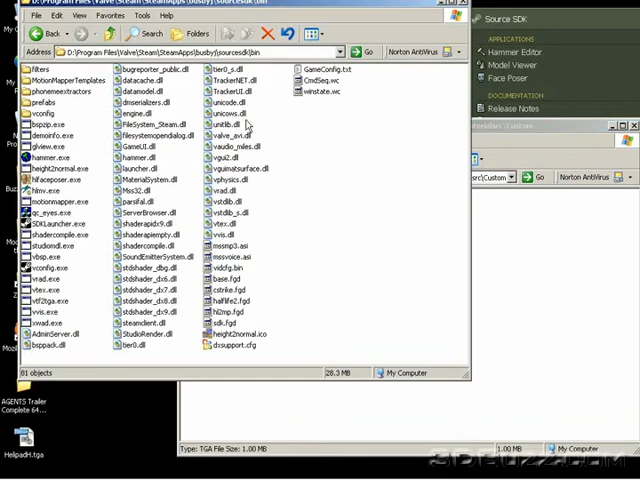 D:\Program Files\Valve\Steam\SteamApps\busby\sourcesdk\bin
Edit View Favorites Tools Help
Back Search Folders
Address D:\Program Files\Valve\Steam\SteamApps\busby\sourcesdk\bin Go Norton AntiVirus
filters
MotionMapperTemplates
phonemeextractors
prefabs
vconfig
bspzip.exe
demoinfo.exe
glview.exe
hammer.exe
height2normal.exe
hlfaceposer.exe
hlmv.exe
motionmapper.exe
qc_eyes.exe
SDKLauncher.exe
studiomdl.exe
vbsp.exe
vconfig.exe
vrad.exe
vtex.exe
vtf2tga.exe
vvis.exe
xwad.exe
AdminServer.dll
bsppack.dll
bugreporter_public.dll
datacache.dll
datamodel.dll
dmserializers.dll
engine.dll
FileSystem_Steam.dll
filesystemopendialog.dll
GameUI.dll
hammer.dll
launcher.dll
MaterialSystem.dll
Mss32.dll
parsifal.dll
ServerBrowser.dll
shaderapidx9.dll
shaderapiempty.dll
shadercompile.dll
SoundEmitterSystem.dll
stdshader_dbg.dll
stdshader_dx6.dll
stdshader_dx7.dll
stdshader_dx8.dll
stdshader_dx9.dll
steamclient.dll
StudioRender.dll
tier0.dll
tier0_s.dll
TrackerNET.dll
TrackerUI.dll
unicode.dll
unicows.dll
unitlib.dll
valve_avi.dll
vaudio_miles.dll
vgui2.dll
vguimatsurface.dll
vphysics.dll
vrad.dll
vstdlib.dll
vstdlib_s.dll
vtex.dll
vvis.dll
mssmp3.asi
mssvoice.asi
vidcfg.bin
base.fgd
cstrike.fgd
halflife2.fgd
hl2mp.fgd
sdk.fgd
height2normal.ico
dxsupport.cfg
GameConfig.txt
CmdSeq.wc
winstate.wc
81 objects 28.3 MB My Computer
Source SDK
APPLICATIONS
Hammer Editor
Model Viewer
Face Poser
DOCUMENTATION
Release Notes
materialsrc\Custom
src\Custom Go Norton AntiVirus
Type: TGA File Size: 1.00 MB 1.00 MB My Computer
AGENTS Trailer
Complete 64...
HelipadH.tga
3DBuzz.com